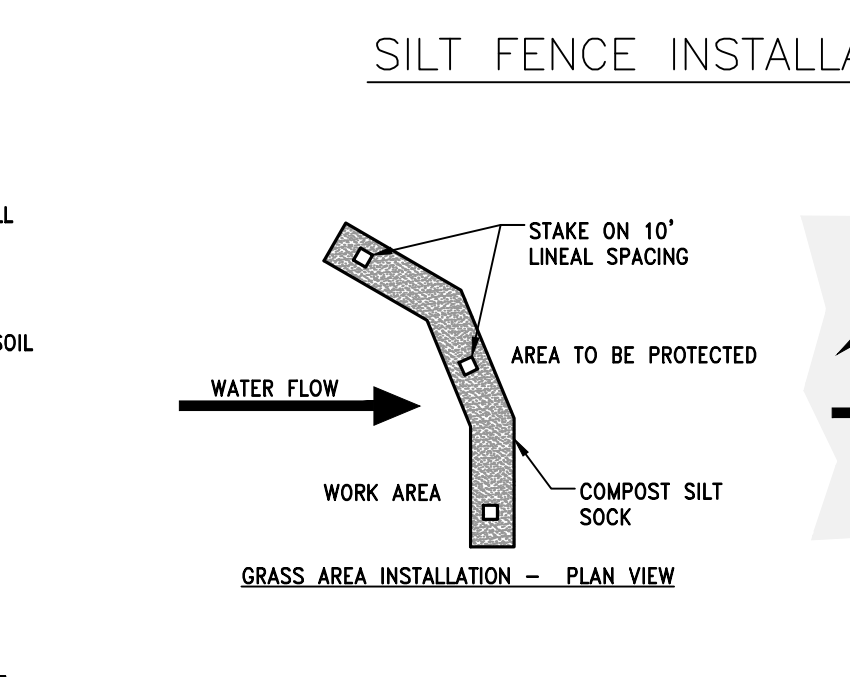 SILT FENCE
STAKE ON 10'
LINEAL SPACING
SOIL
AREA TO BE PROTECTED
WATER FLOW
WORK AREA
COMPOST SILT
SOCK
GRASS AREA INSTALLATION - PLAN VIEW